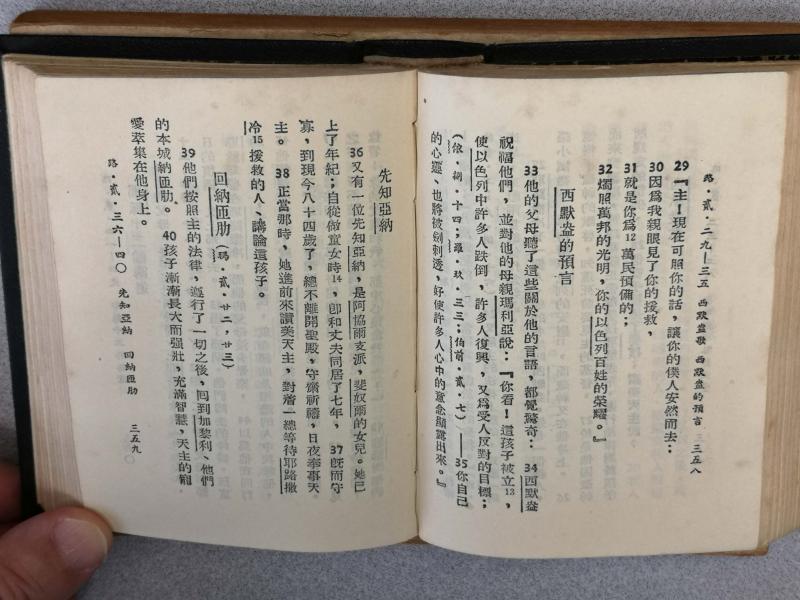 路．貳．二九—三五　西默盎歌　西默盎的預言　三五八
29『主！現在可照你的話，讓你的僕人安然而去：
30因爲我親眼見了你的援救，
31就是你爲12萬民預備的；
32燭照萬邦的光明，你的以色列百姓的榮耀。』
西默盎的預言
33他的父母聽了這些關於他的言語，都覺驚奇：34西默盎
祝福他們，並對他的母親瑪利亞說：『你看！這孩子被立13，
使以色列中許多人跌倒，許多人復興，又爲受人反對的目標；
（依．捌．十四；羅．玖．三三；伯前．貳．七）——35你自己
的心靈、也將被劍刺透，好使許多人心中的意念顯露出來。』
先知亞納
36又有一位先知亞納，是阿協爾支派，斐奴爾的女兒。她已
上了年紀；自從做童女時14，卽和丈夫同居了七年，37旣而守
寡，到現今八十四歲了，總不離開聖殿，守齋祈禱，日夜奉事天
主。38正當那時，她進前來讚美天主，對着一總等待耶路撒
冷15援救的人、講論這孩子。
回納匝肋（瑪．貳．廿二，廿三）
39他們按照主的法律，遵行了一切之後，囘到加黎利、他們
的本城納匝肋。40孩子漸漸長大而强壯，充滿智慧，天主的寵
愛萃集在他身上。
路．貳．三六—四〇　先知亞納　囘納匝肋　三五九